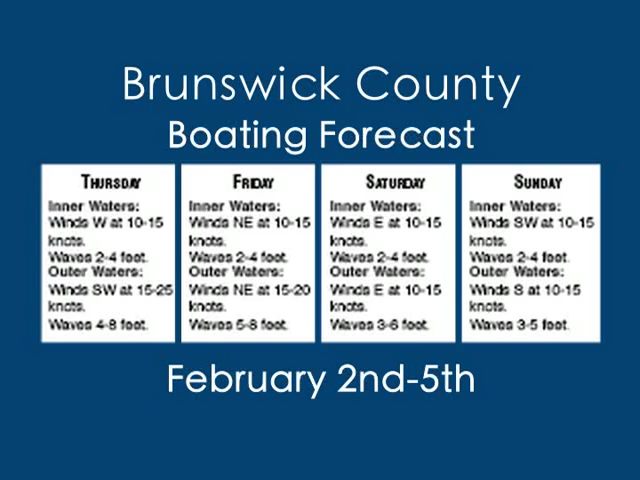 Brunswick County
Boating Forecast
THURSDAY
Inner Waters:
Winds W at 10-15
knots.
Waves 2-4 feet.
Outer Waters:
Winds SW at 15-25
knots.
Waves 4-8 feet.
FRIDAY
Inner Waters:
Winds NE at 10-15
knots.
Waves 2-4 feet.
Outer Waters:
Winds NE at 15-20
knots.
Waves 5-8 feet.
SATURDAY
Inner Waters:
Winds E at 10-15
knots.
Waves 2-4 feet.
Outer Waters:
Winds E at 10-15
knots.
Waves 3-6 feet.
SUNDAY
Inner Waters:
Winds SW at 10-15
knots.
Waves 2-4 feet.
Outer Waters:
Winds S at 10-15
knots.
Waves 3-5 feet.
February 2nd-5th